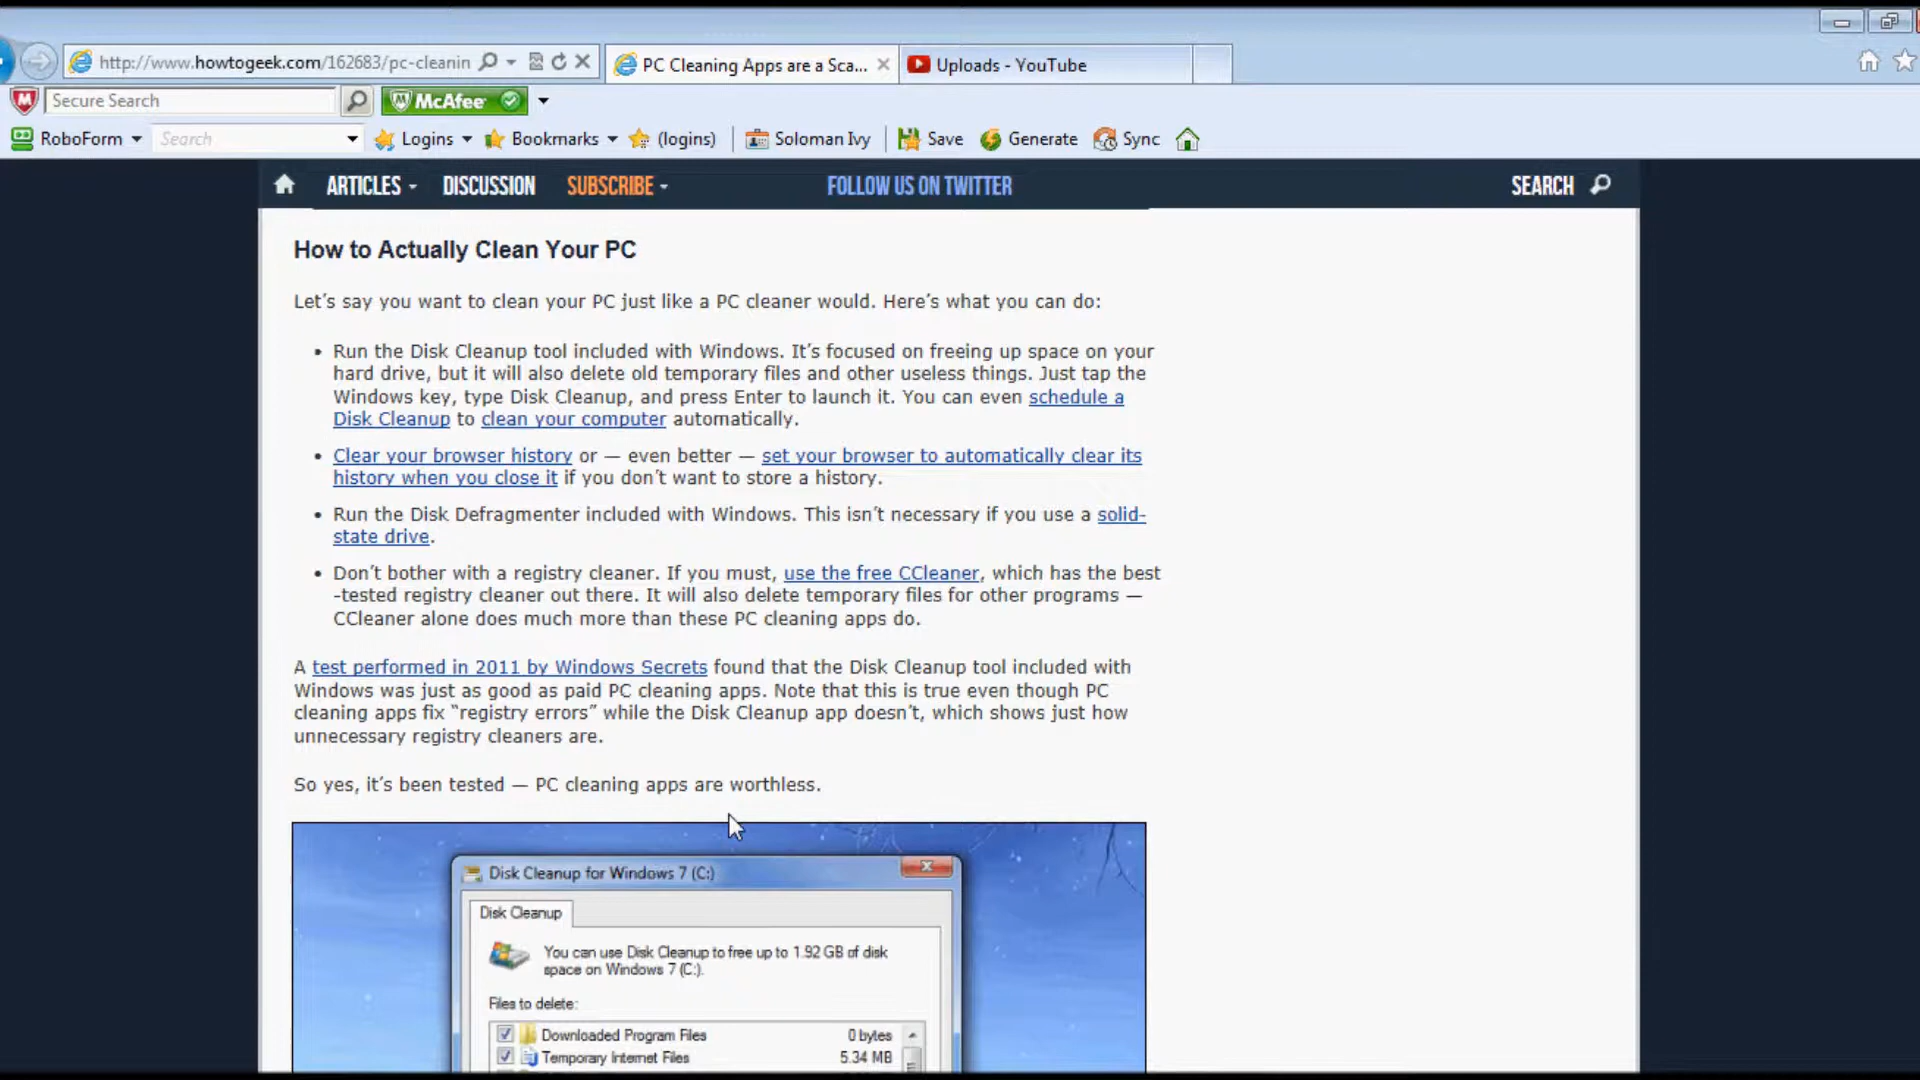 http://www.howtogeek.com/162683/pc-cleanin
PC Cleaning Apps are a Sca...
Uploads - YouTube
Secure Search
McAfee
RoboForm
Search
Logins
Bookmarks
(logins)
Soloman Ivy
Save
Generate
Sync
ARTICLES
DISCUSSION
SUBSCRIBE
FOLLOW US ON TWITTER
SEARCH
How to Actually Clean Your PC
Let's say you want to clean your PC just like a PC cleaner would. Here's what you can do:
• Run the Disk Cleanup tool included with Windows. It's focused on freeing up space on your
hard drive, but it will also delete old temporary files and other useless things. Just tap the
Windows key, type Disk Cleanup, and press Enter to launch it. You can even schedule a
Disk Cleanup to clean your computer automatically.
• Clear your browser history or — even better — set your browser to automatically clear its
history when you close it if you don't want to store a history.
• Run the Disk Defragmenter included with Windows. This isn't necessary if you use a solid-
state drive.
• Don't bother with a registry cleaner. If you must, use the free CCleaner, which has the best
-tested registry cleaner out there. It will also delete temporary files for other programs —
CCleaner alone does much more than these PC cleaning apps do.
A test performed in 2011 by Windows Secrets found that the Disk Cleanup tool included with
Windows was just as good as paid PC cleaning apps. Note that this is true even though PC
cleaning apps fix “registry errors” while the Disk Cleanup app doesn't, which shows just how
unnecessary registry cleaners are.
So yes, it's been tested — PC cleaning apps are worthless.
Disk Cleanup for Windows 7 (C:)
Disk Cleanup
You can use Disk Cleanup to free up to 1.92 GB of disk
space on Windows 7 (C:).
Files to delete:
Downloaded Program Files 0 bytes
Temporary Internet Files 5.34 MB